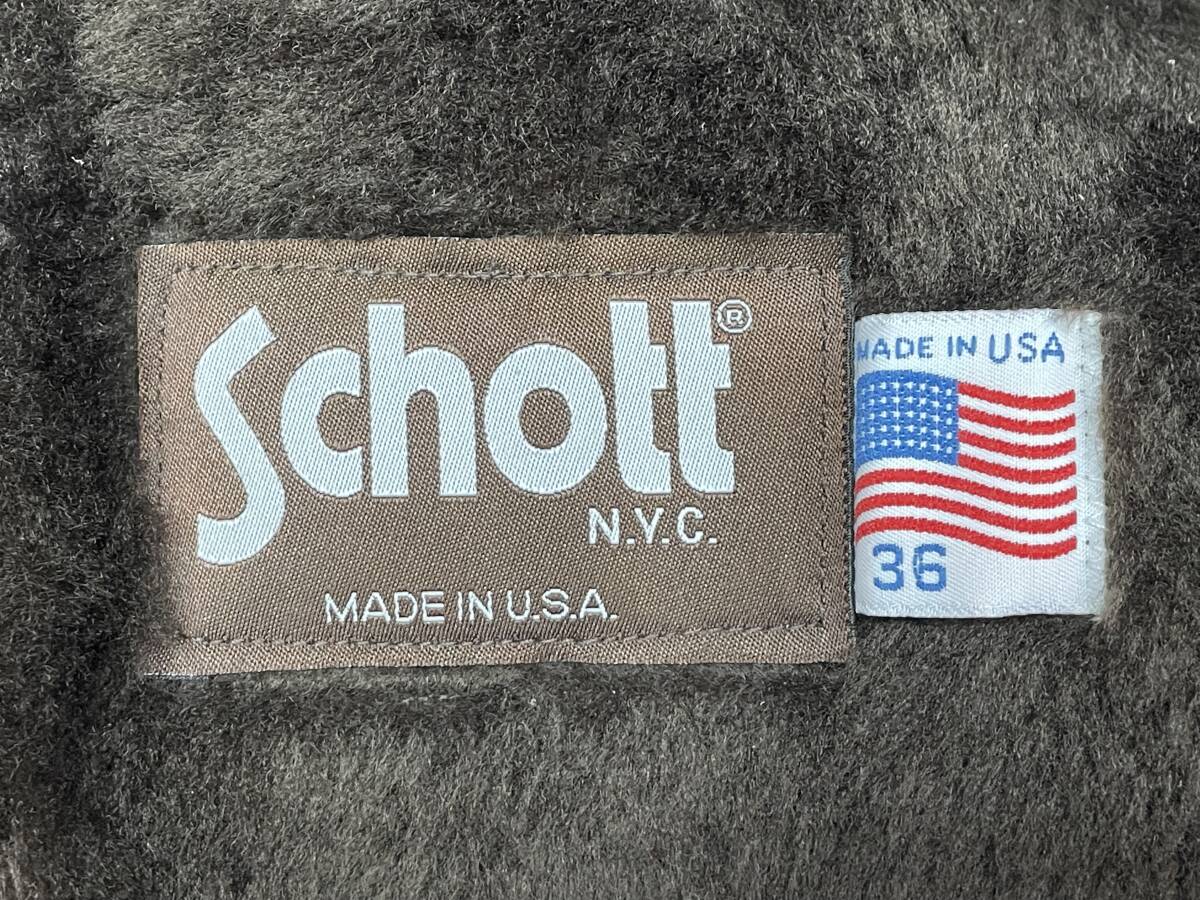 Schott®
N.Y.C.
MADE IN U.S.A.
MADE IN USA
36